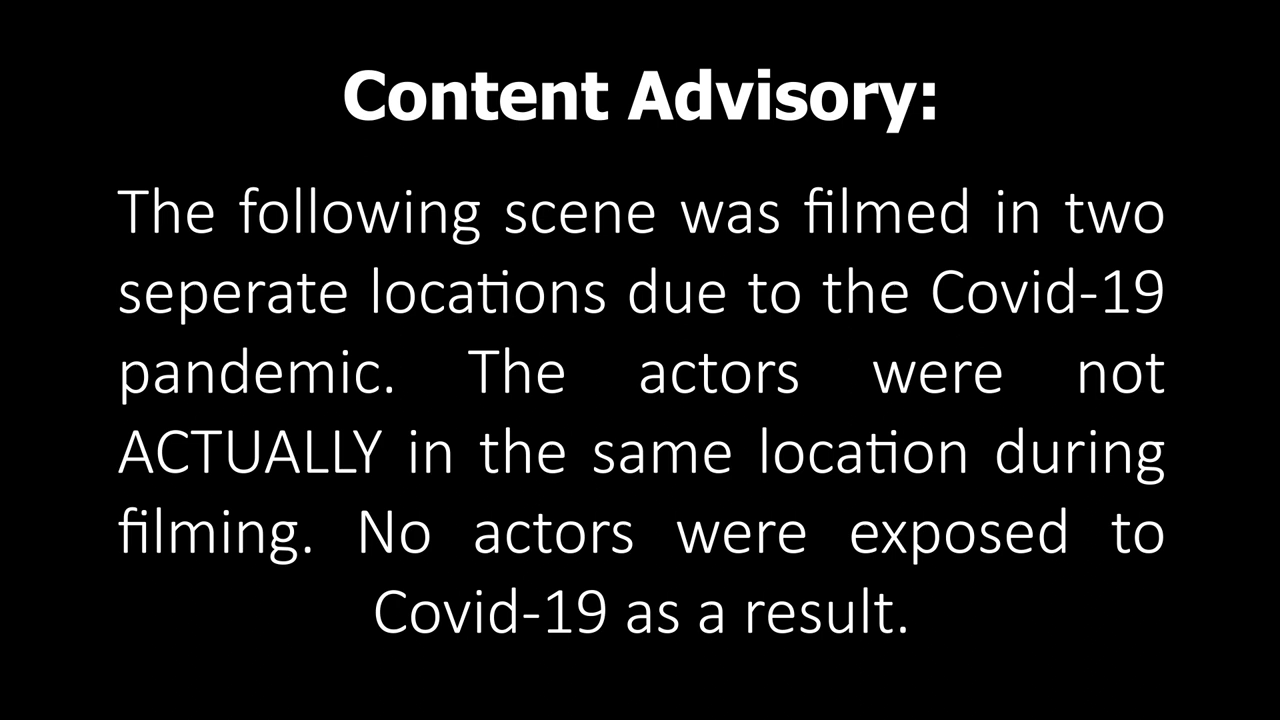 Content Advisory:
The following scene was filmed in two
seperate locations due to the Covid-19
pandemic. The actors were not
ACTUALLY in the same location during
filming. No actors were exposed to
Covid-19 as a result.